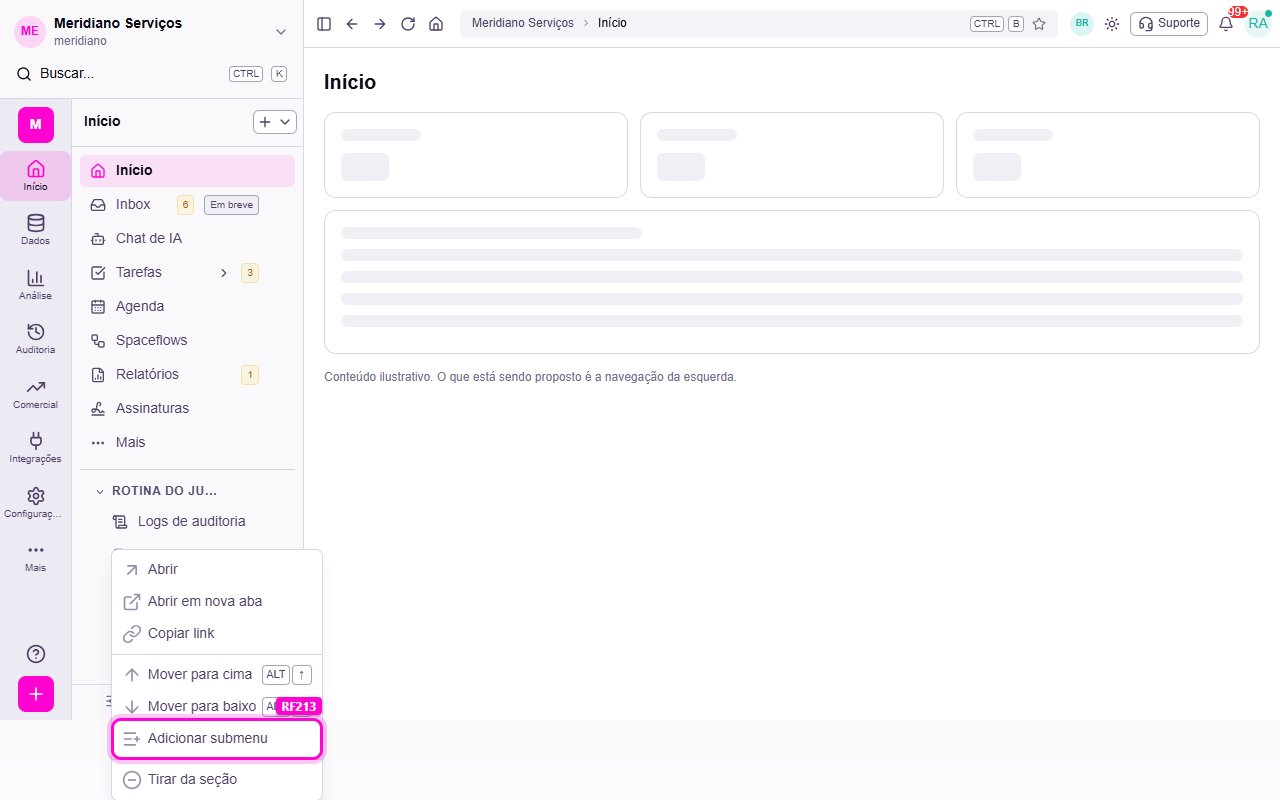 ME
Meridiano Serviços
meridiano
Buscar...
CTRL
K
Meridiano Serviços
Início
CTRL
B
BR
Suporte
99+
RA
M
Início
Dados
Análise
Auditoria
Comercial
Integrações
Configuraç...
Mais
Início
Início
Inbox
6
Em breve
Chat de IA
Tarefas
3
Agenda
Spaceflows
Relatórios
1
Assinaturas
Mais
ROTINA DO JU...
Logs de auditoria
Abrir
Abrir em nova aba
Copiar link
Mover para cima
ALT
↑
Mover para baixo
RF213
Adicionar submenu
Tirar da seção
Início
Conteúdo ilustrativo. O que está sendo proposto é a navegação da esquerda.